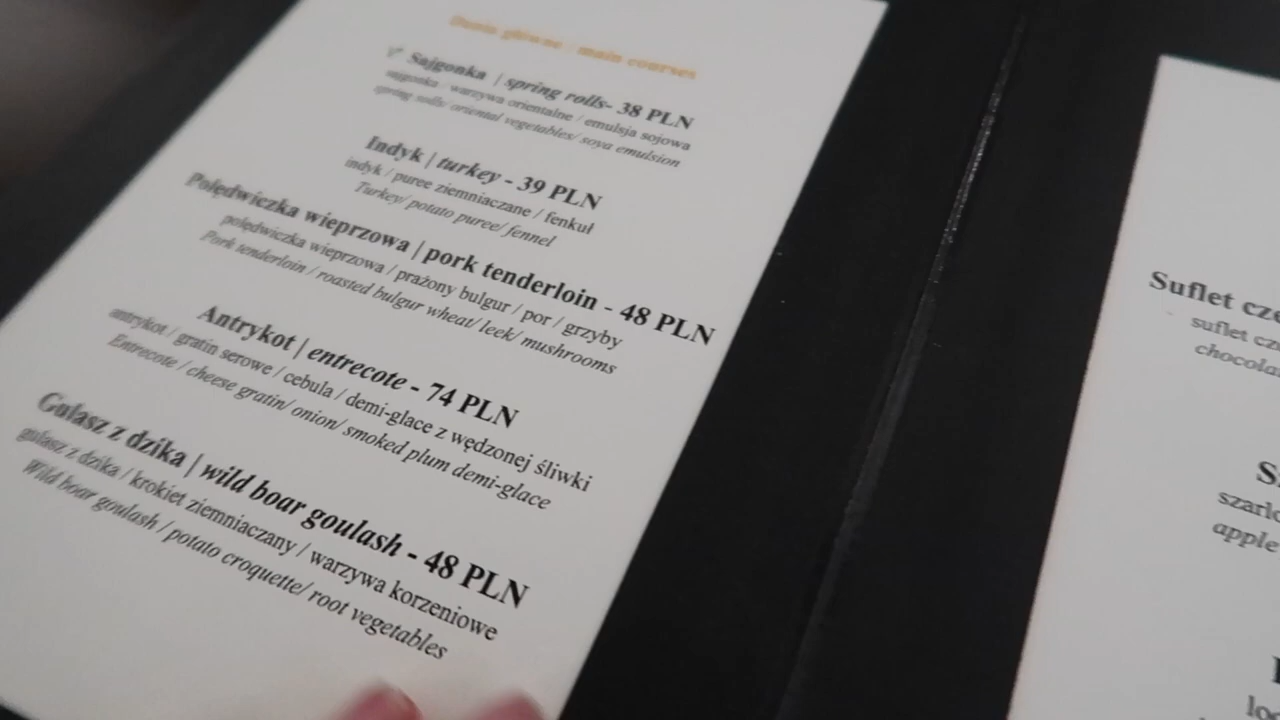 Dania główne - main courses
Sajgonka | spring rolls- 38 PLN
sajgonka / warzywa orientalne / emulsja sojowa
spring rolls/ oriental vegetables/ soya emulsion
Indyk | turkey - 39 PLN
indyk / puree ziemniaczane / fenkuł
Turkey/ potato puree/ fennel
Polędwiczka wieprzowa | pork tenderloin - 48 PLN
polędwiczka wieprzowa / prażony bulgur / por / grzyby
Pork tenderloin / roasted bulgur wheat/ leek/ mushrooms
Antrykot | entrecote - 74 PLN
antrykot / gratin serowe / cebula / demi-glace z wędzonej śliwki
Entrecote / cheese gratin/ onion/ smoked plum demi-glace
Gulasz z dzika | wild boar goulash - 48 PLN
gulasz z dzika / krokiet ziemniaczany / warzywa korzeniowe
Wild boar goulash / potato croquette/ root vegetables
Suflet cze
suflet cz
chocola
S
szarlo
apple
lo